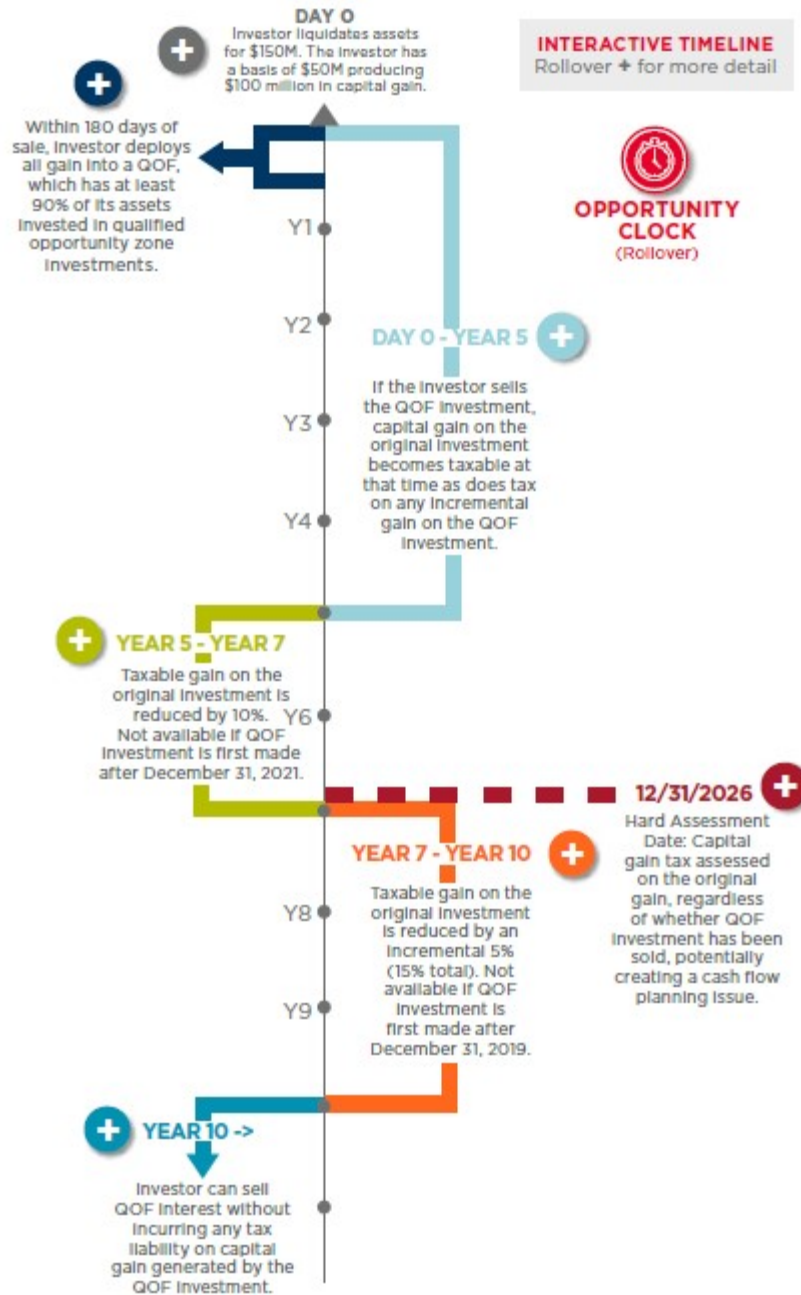 DAY 0
Investor liquidates assets
for $150M. The investor has
a basis of $50M producing
$100 million in capital gain.
INTERACTIVE TIMELINE
Rollover + for more detail
Within 180 days of
sale, investor deploys
all gain into a QOF,
which has at least
90% of its assets
invested in qualified
opportunity zone
investments.
OPPORTUNITY
CLOCK
(Rollover)
Y1
Y2
DAY 0 - YEAR 5
If the investor sells
the QOF investment,
capital gain on the
original investment
becomes taxable at
that time as does tax
on any incremental
gain on the QOF
investment.
Y3
Y4
YEAR 5 - YEAR 7
Taxable gain on the
original investment is
reduced by 10%.
Not available if QOF
investment is first made
after December 31, 2021.
Y6
12/31/2026
Hard Assessment
Date: Capital
gain tax assessed
on the original
gain, regardless
of whether QOF
investment has been
sold, potentially
creating a cash flow
planning issue.
YEAR 7 - YEAR 10
Taxable gain on the
original investment
is reduced by an
incremental 5%
(15% total). Not
available if QOF
investment is
first made after
December 31, 2019.
Y8
Y9
YEAR 10 ->
Investor can sell
QOF interest without
incurring any tax
liability on capital
gain generated by the
QOF investment.